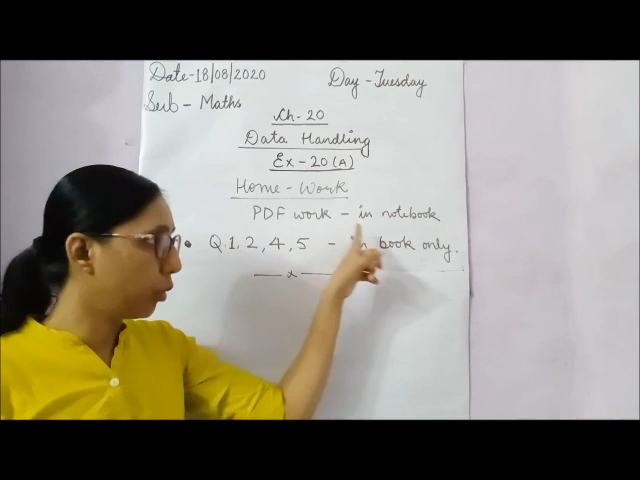 Date-18/08/2020 Day-Tuesday
Sub- Maths
Ch-20
Data Handling
Ex-20(A)
Home-Work
PDF work - in notebook
Q.1, 2, 4, 5 - in book only.